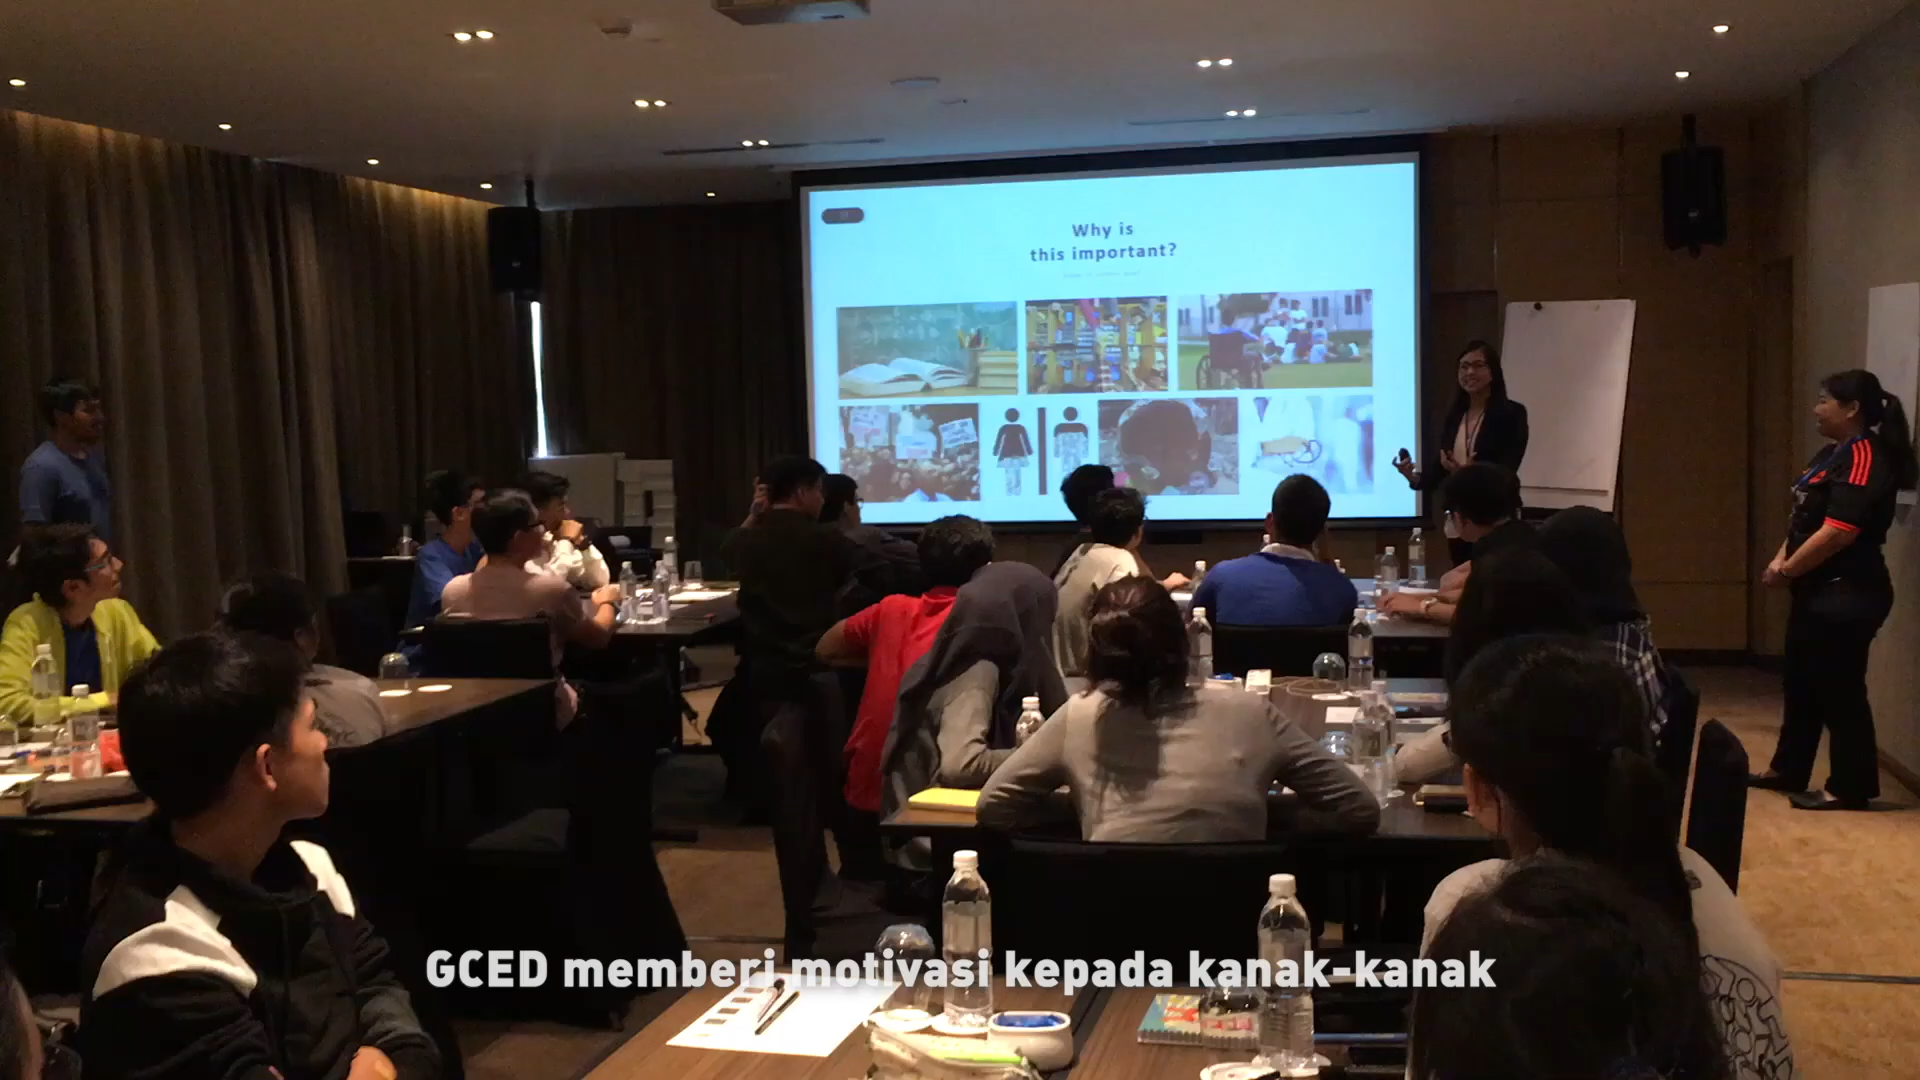 Why is
this important?
GCED memberi motivasi kepada kanak-kanak